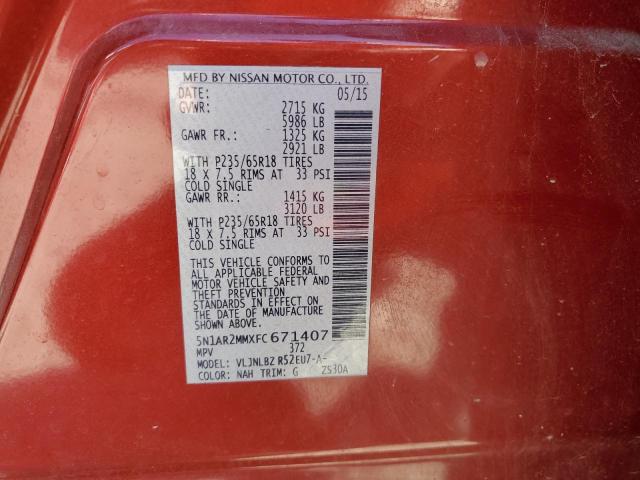 MFD BY NISSAN MOTOR CO., LTD.
DATE: 05/15
GVWR: 2715 KG
5986 LB
GAWR FR.: 1325 KG
2921 LB
WITH P235/65R18 TIRES
18 X 7.5 RIMS AT 33 PSI
COLD SINGLE
GAWR RR.: 1415 KG
3120 LB
WITH P235/65R18 TIRES
18 X 7.5 RIMS AT 33 PSI
COLD SINGLE
THIS VEHICLE CONFORMS TO
ALL APPLICABLE FEDERAL
MOTOR VEHICLE SAFETY AND
THEFT PREVENTION
STANDARDS IN EFFECT ON
THE DATE OF MANUFACTURE
SHOWN ABOVE.
5N1AR2MMXFC671407
MPV 372
MODEL: VLJNLBZ R52EU7-A-
COLOR: NAH TRIM: G ZS30A